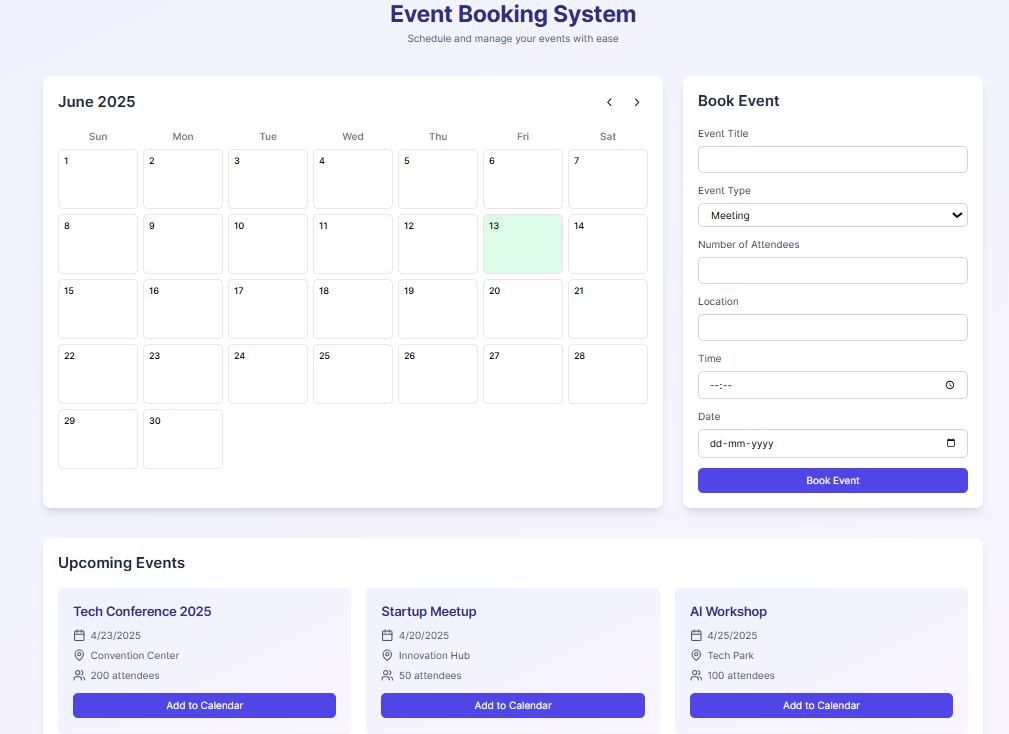 Event Booking System
Schedule and manage your events with ease
June 2025
Sun Mon Tue Wed Thu Fri Sat
1 2 3 4 5 6 7
8 9 10 11 12 13 14
15 16 17 18 19 20 21
22 23 24 25 26 27 28
29 30
Book Event
Event Title
Event Type
Meeting
Number of Attendees
Location
Time
--:--
Date
dd-mm-yyyy
Book Event
Upcoming Events
Tech Conference 2025
4/23/2025
Convention Center
200 attendees
Add to Calendar
Startup Meetup
4/20/2025
Innovation Hub
50 attendees
Add to Calendar
AI Workshop
4/25/2025
Tech Park
100 attendees
Add to Calendar